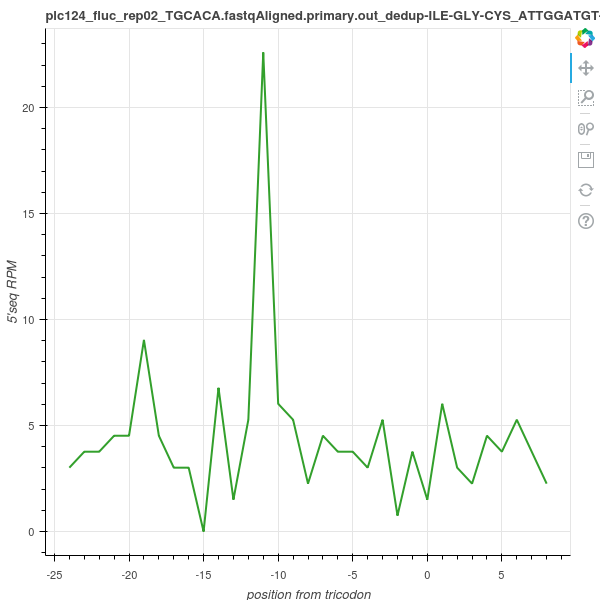 plc124_fluc_rep02_TGCACA.fastqAligned.primary.out_dedup-ILE-GLY-CYS_ATTGGATGT-
20
15
10
5
0
5'seq RPM
-25 -20 -15 -10 -5 0 5
position from tricodon